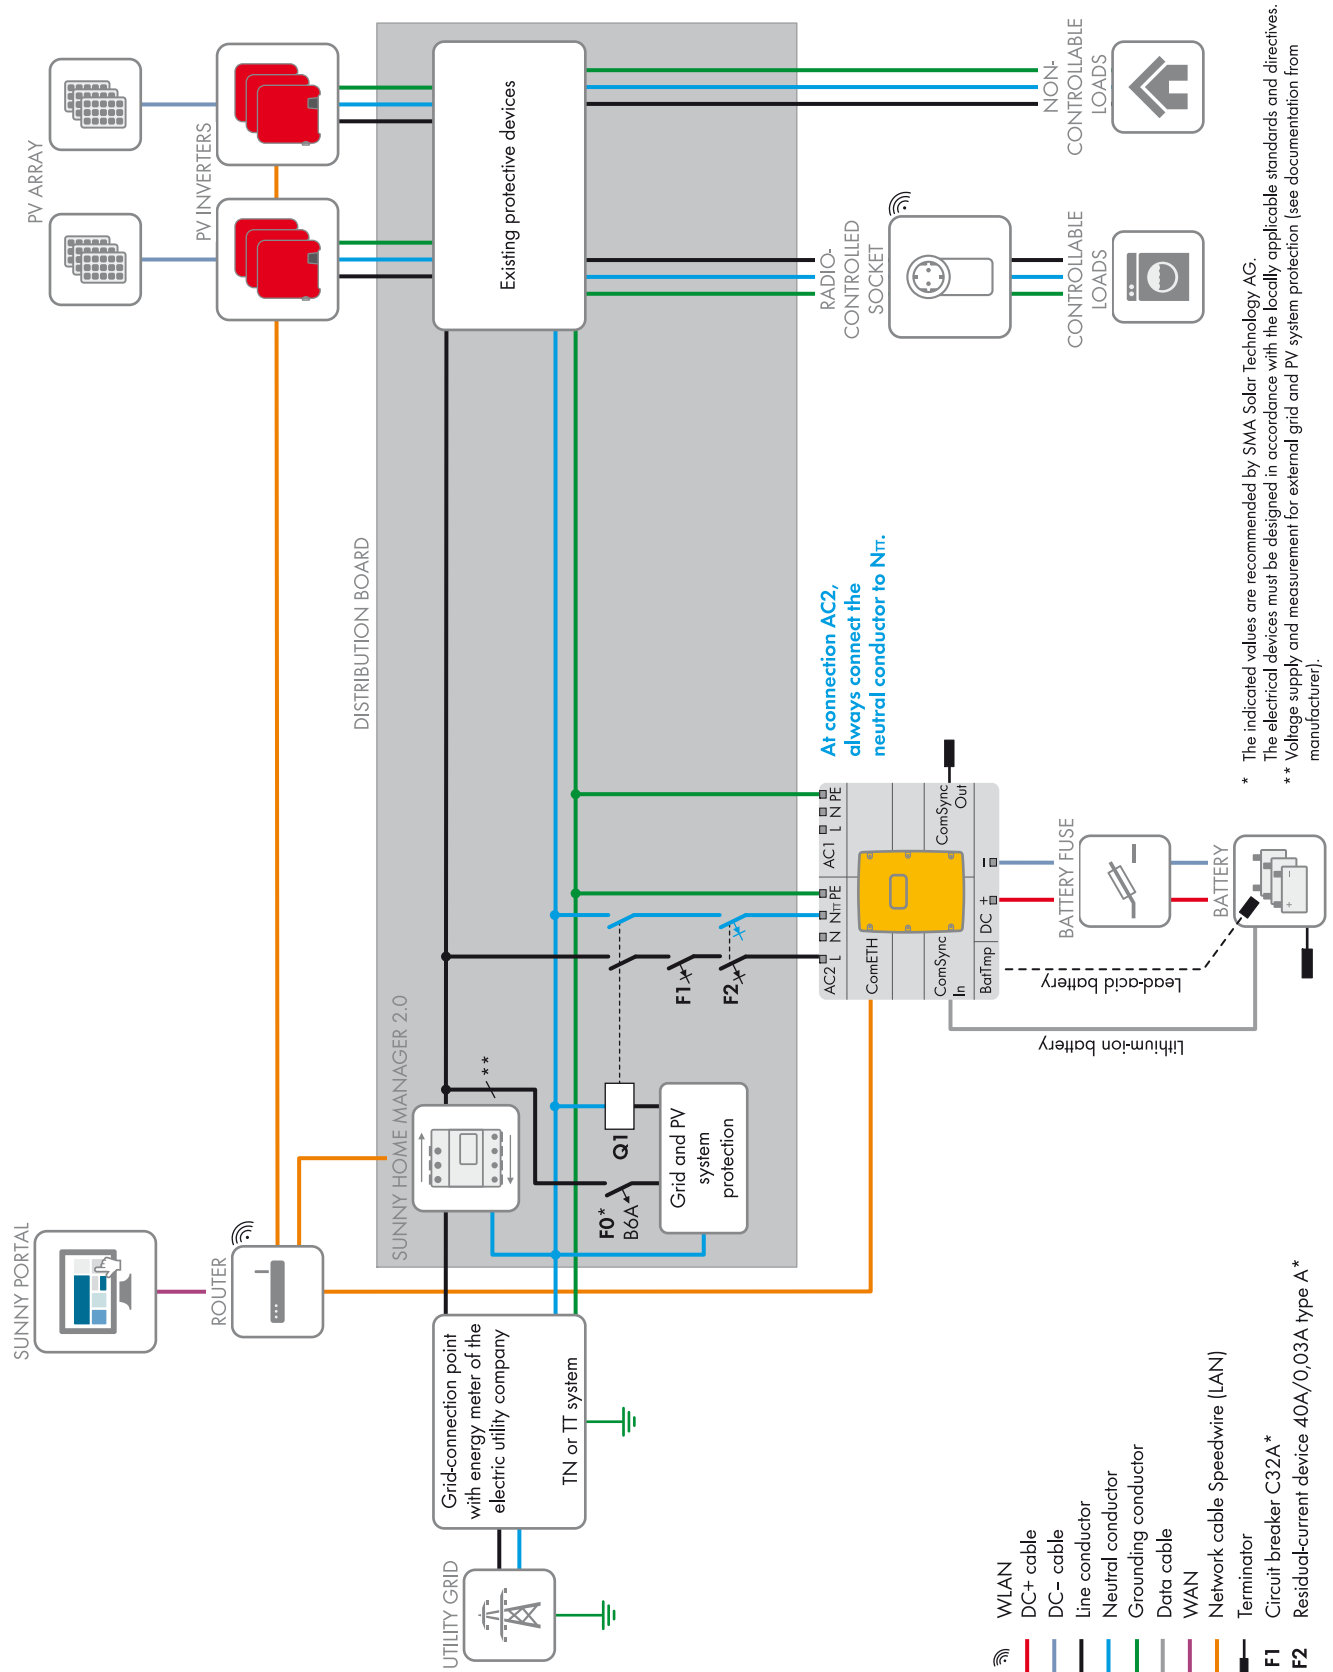 SUNNY PORTAL
ROUTER
PV ARRAY
PV INVERTERS
DISTRIBUTION BOARD
SUNNY HOME MANAGER 2.0
UTILITY GRID
Grid-connection point
with energy meter of the
electric utility company
TN or TT system
Existing protective devices
**
F0*
B6A
Q1
Grid and PV
system
protection
F1
F2
At connection AC2,
always connect the
neutral conductor to NTT.
AC2 L N NTT PE
AC1 L N PE
ComETH
ComSync
In
ComSync
Out
BatTmp
DC + –
Lithium-ion battery
Lead-acid battery
BATTERY FUSE
BATTERY
RADIO-
CONTROLLED
SOCKET
CONTROLLABLE
LOADS
NON-
CONTROLLABLE
LOADS
WLAN
DC+ cable
DC– cable
Line conductor
Neutral conductor
Grounding conductor
Data cable
WAN
Network cable Speedwire (LAN)
Terminator
F1 Circuit breaker C32A*
F2 Residual-current device 40A/0,03A type A*
* The indicated values are recommended by SMA Solar Technology AG.
The electrical devices must be designed in accordance with the locally applicable standards and directives.
** Voltage supply and measurement for external grid and PV system protection (see documentation from
manufacturer).